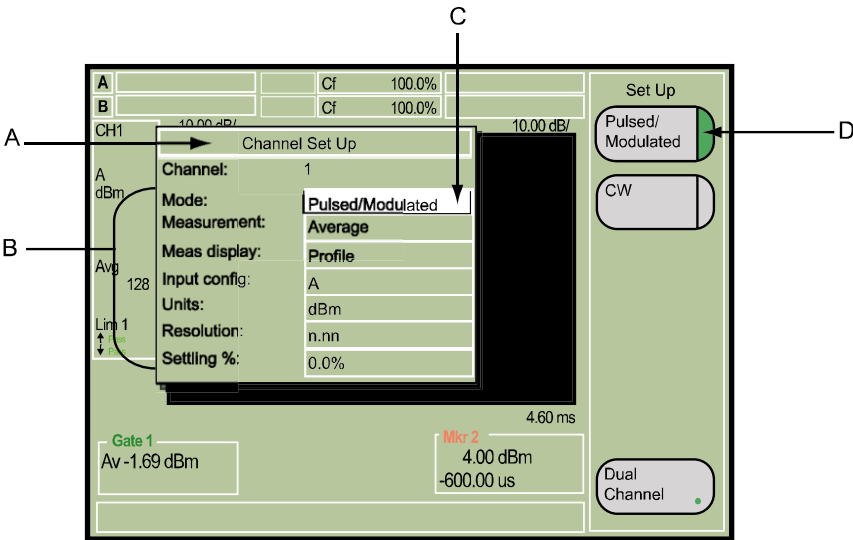 C
A
Cf 100.0%
B
Cf 100.0%
Set Up
CH1
10.00 dB/
10.00 dB/
Pulsed/
Modulated
D
A
Channel Set Up
Channel: 1
A
dBm
CW
Mode: Pulsed/Modulated
Measurement: Average
B
Meas display: Profile
Avg
128
Input config: A
Units: dBm
Lim 1
Resolution: n.nn
Pass
Settling %: 0.0%
4.60 ms
Gate 1
Av -1.69 dBm
Mkr 2
4.00 dBm
-600.00 us
Dual
Channel